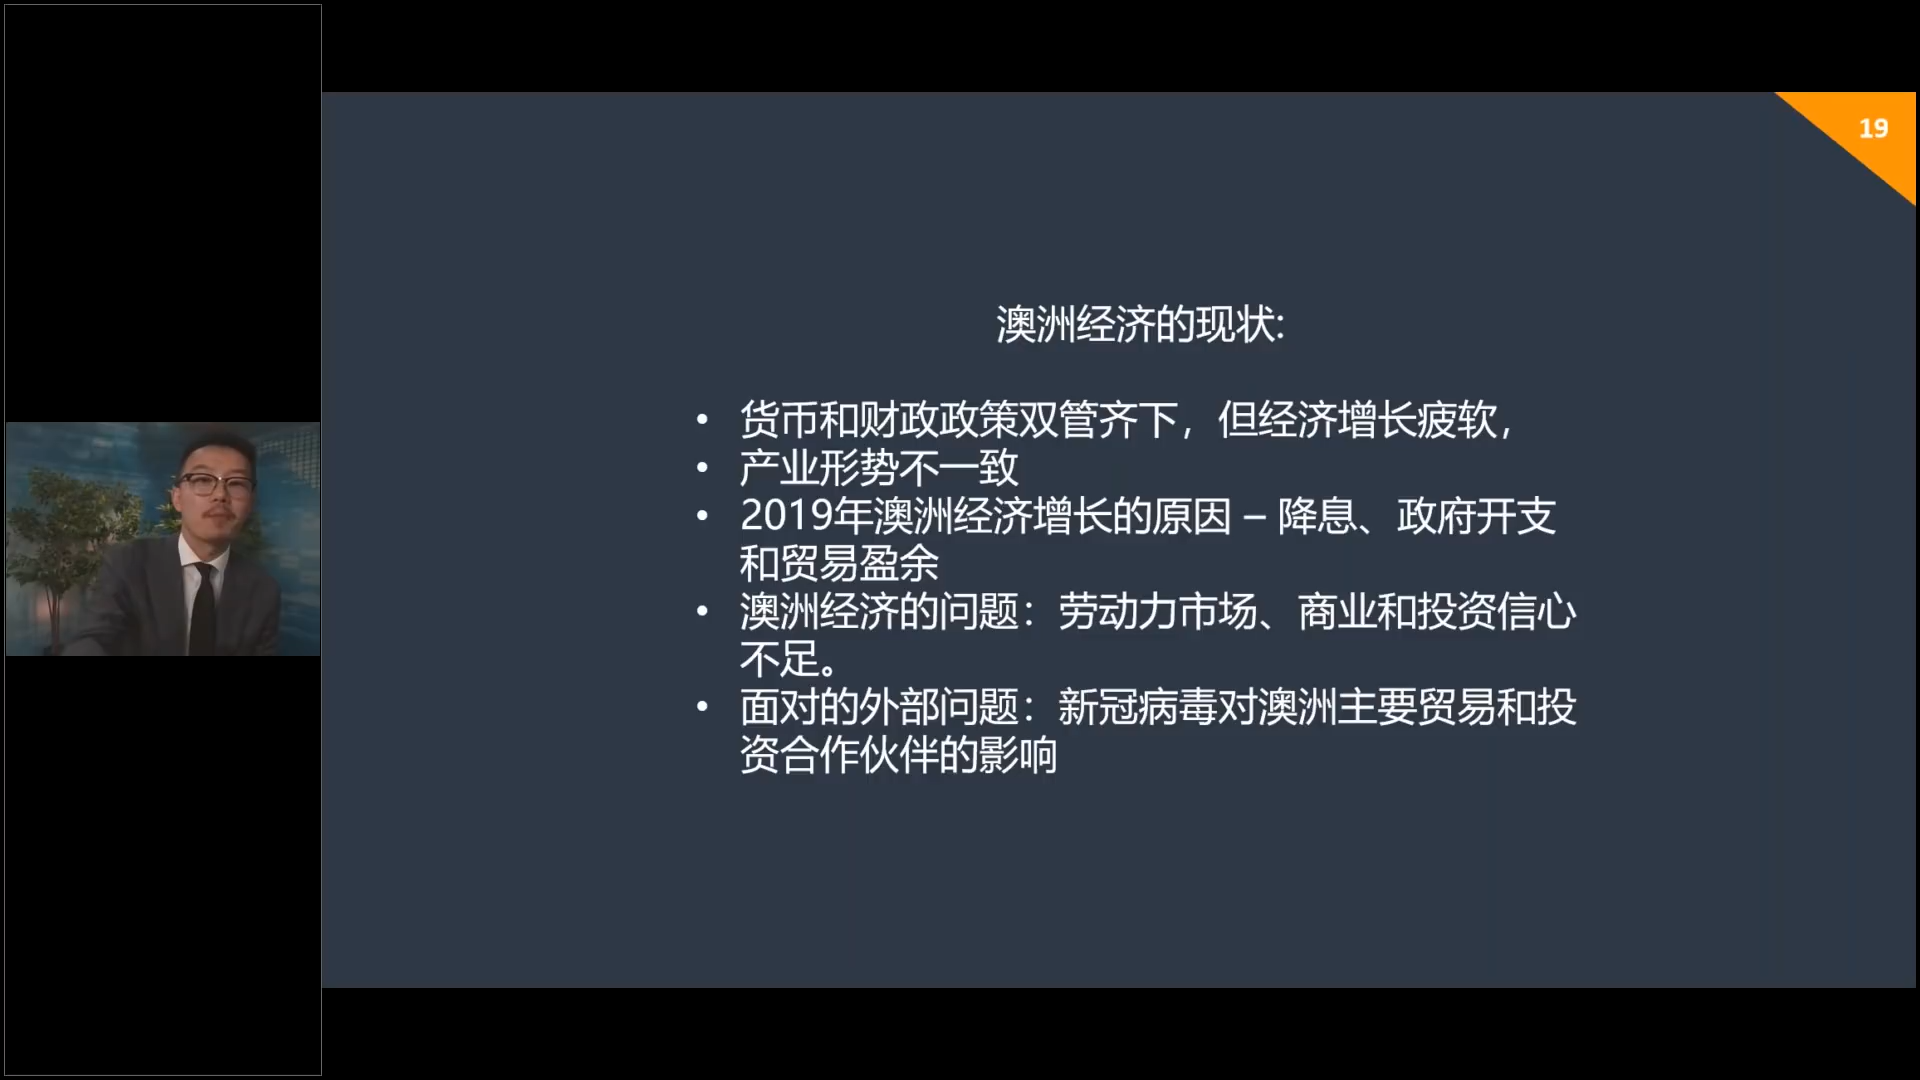 19
澳洲经济的现状:
• 货币和财政政策双管齐下，但经济增长疲软，
• 产业形势不一致
• 2019年澳洲经济增长的原因 – 降息、政府开支
和贸易盈余
• 澳洲经济的问题：劳动力市场、商业和投资信心
不足。
• 面对的外部问题：新冠病毒对澳洲主要贸易和投
资合作伙伴的影响